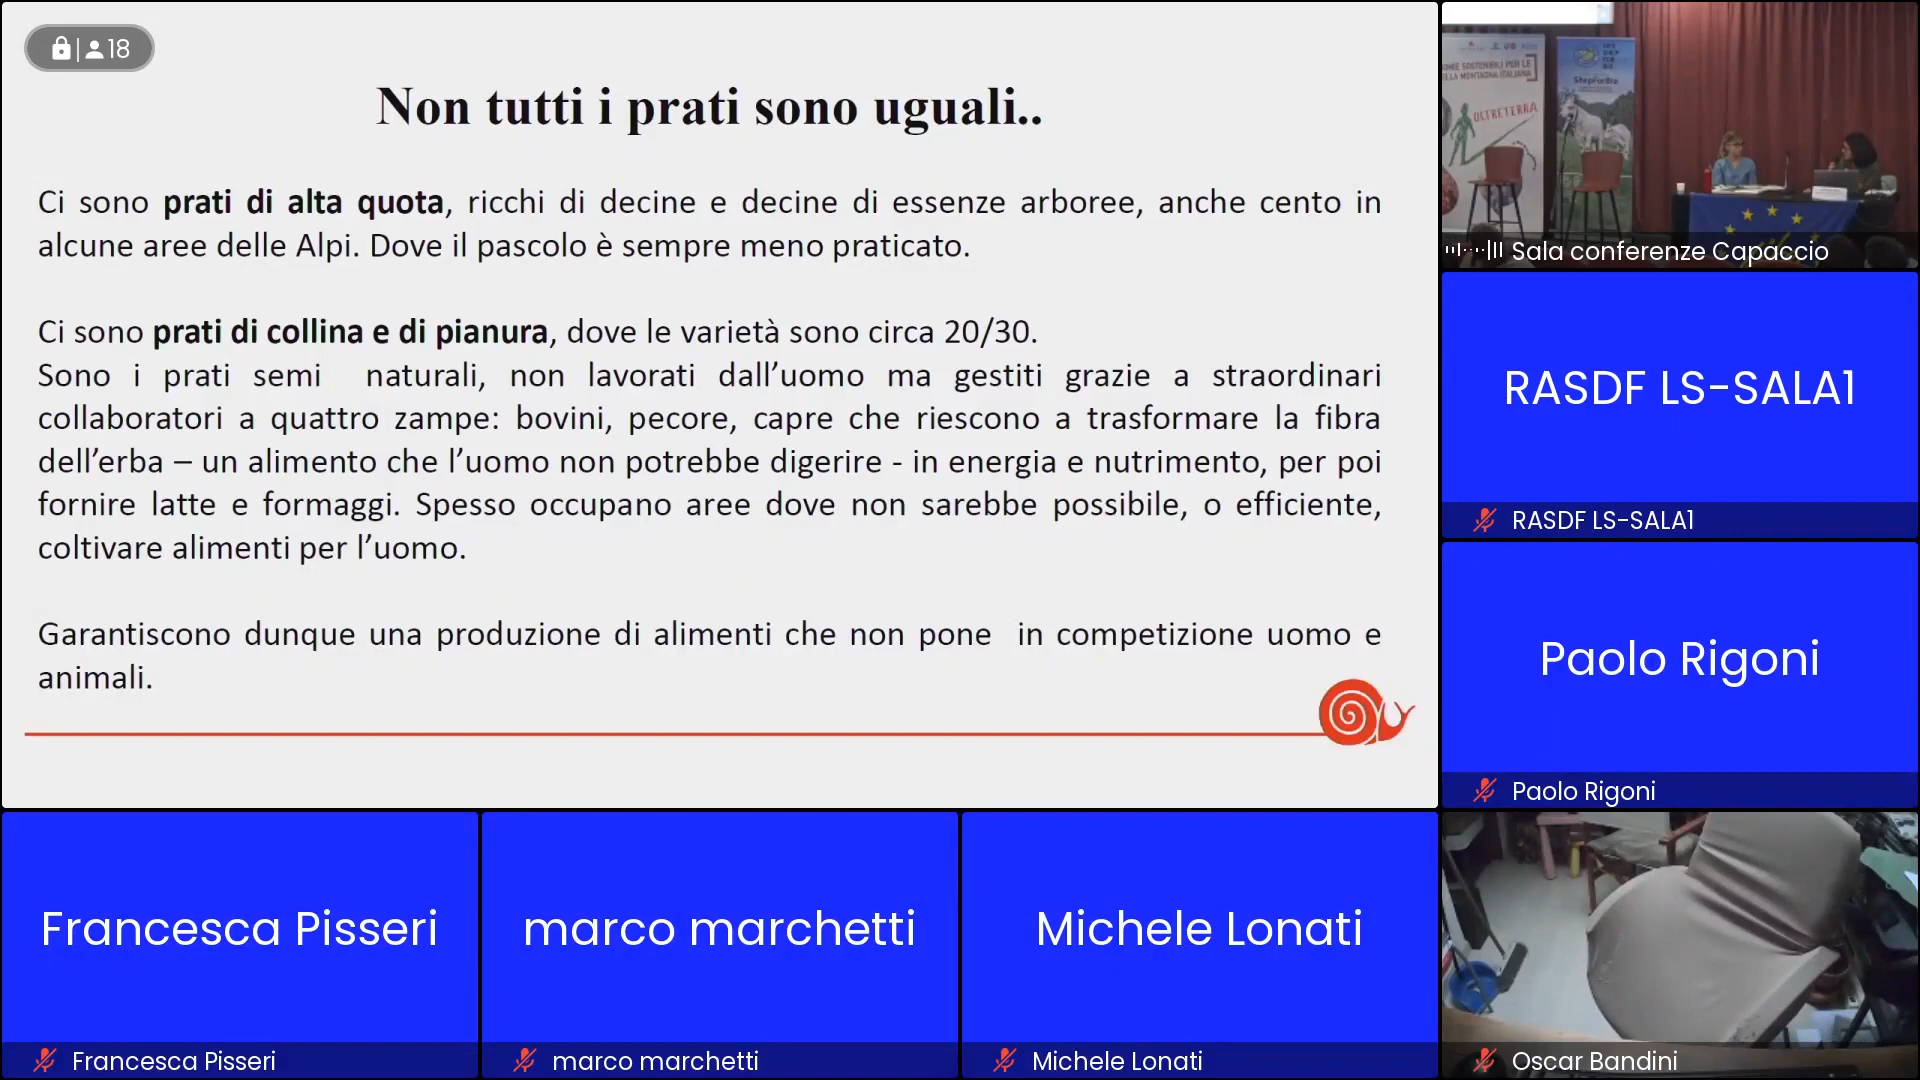 18
Non tutti i prati sono uguali..
Ci sono prati di alta quota, ricchi di decine e decine di essenze arboree, anche cento in
alcune aree delle Alpi. Dove il pascolo è sempre meno praticato.
Ci sono prati di collina e di pianura, dove le varietà sono circa 20/30.
Sono i prati semi naturali, non lavorati dall’uomo ma gestiti grazie a straordinari
collaboratori a quattro zampe: bovini, pecore, capre che riescono a trasformare la fibra
dell’erba – un alimento che l’uomo non potrebbe digerire - in energia e nutrimento, per poi
fornire latte e formaggi. Spesso occupano aree dove non sarebbe possibile, o efficiente,
coltivare alimenti per l’uomo.
Garantiscono dunque una produzione di alimenti che non pone in competizione uomo e
animali.
OLTRETERRA
Sala conferenze Capaccio
RASDF LS-SALA1
RASDF LS-SALA1
Paolo Rigoni
Paolo Rigoni
Francesca Pisseri
Francesca Pisseri
marco marchetti
marco marchetti
Michele Lonati
Michele Lonati
Oscar Bandini